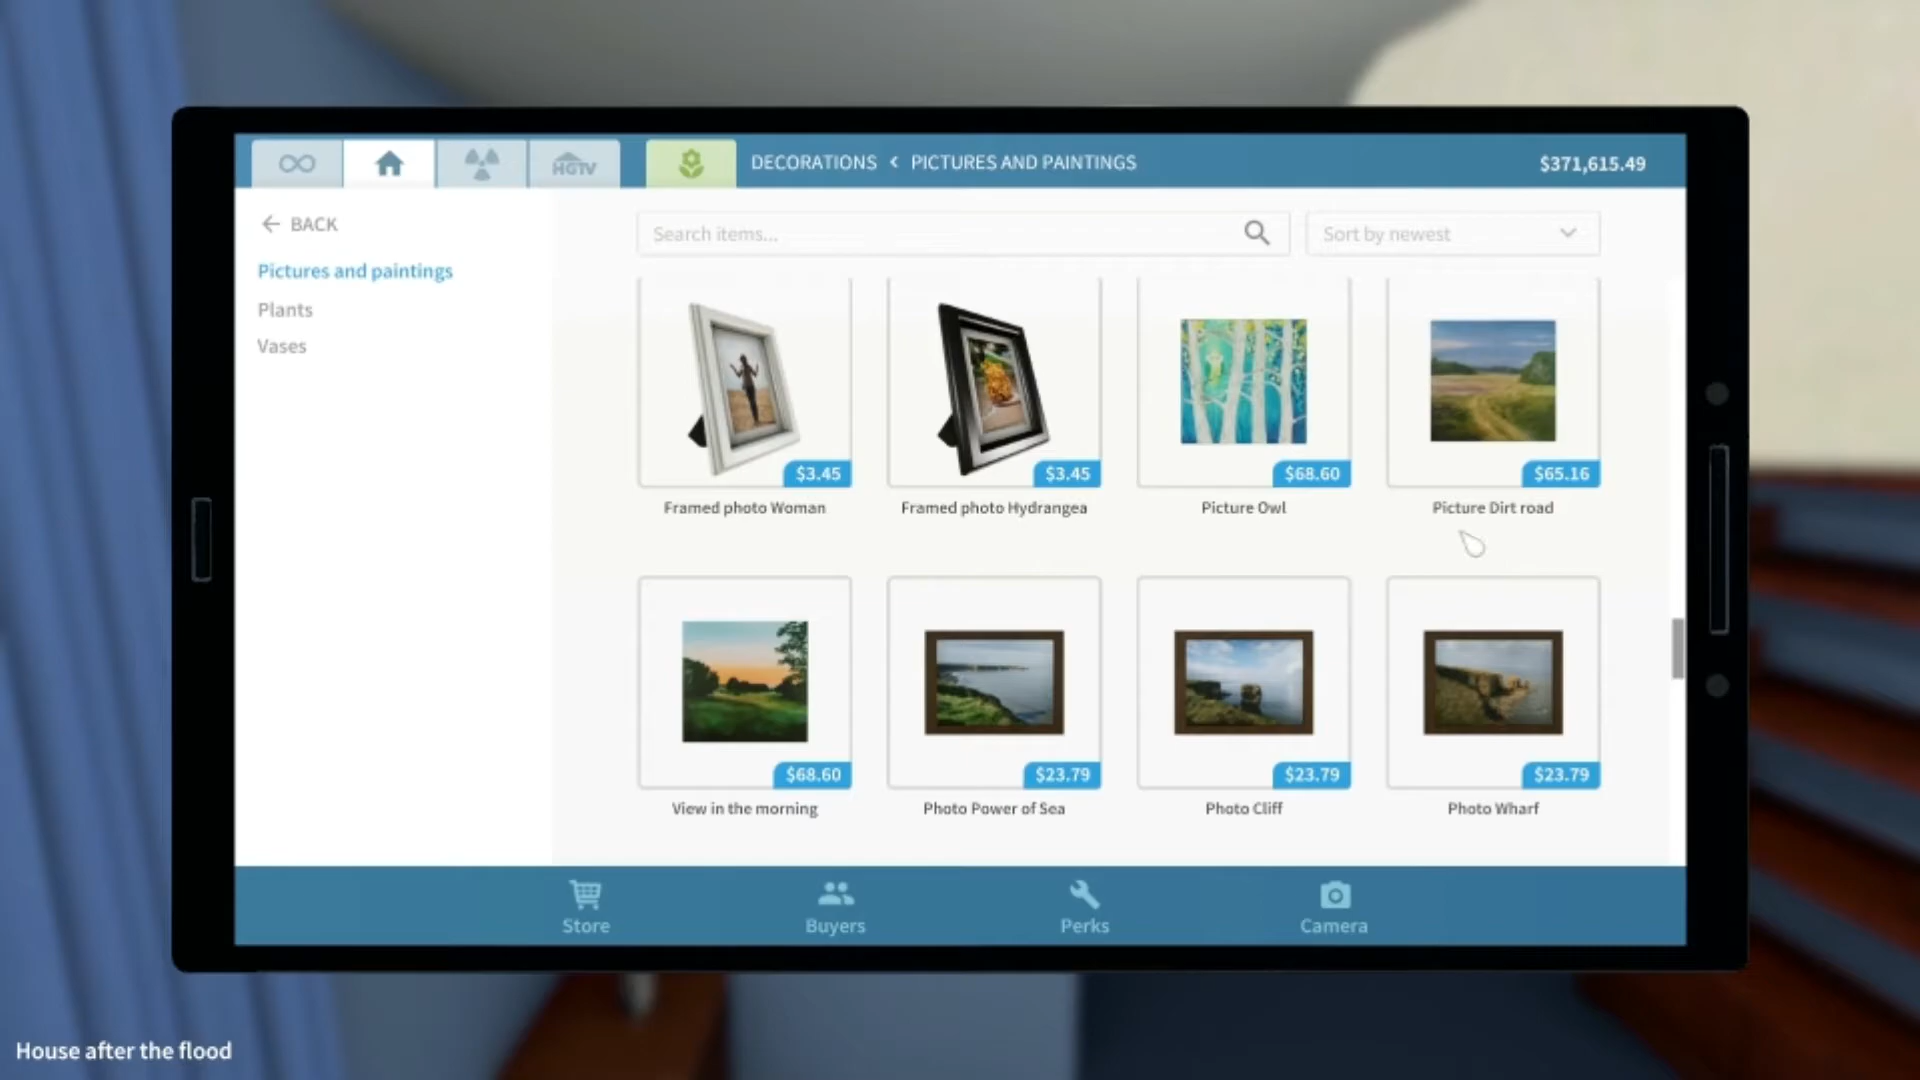 HGTV
DECORATIONS < PICTURES AND PAINTINGS
$371,615.49
← BACK
Pictures and paintings
Plants
Vases
Search items...
Sort by newest
$3.45
$3.45
$68.60
$65.16
Framed photo Woman
Framed photo Hydrangea
Picture Owl
Picture Dirt road
$68.60
$23.79
$23.79
$23.79
View in the morning
Photo Power of Sea
Photo Cliff
Photo Wharf
Store
Buyers
Perks
Camera
House after the flood